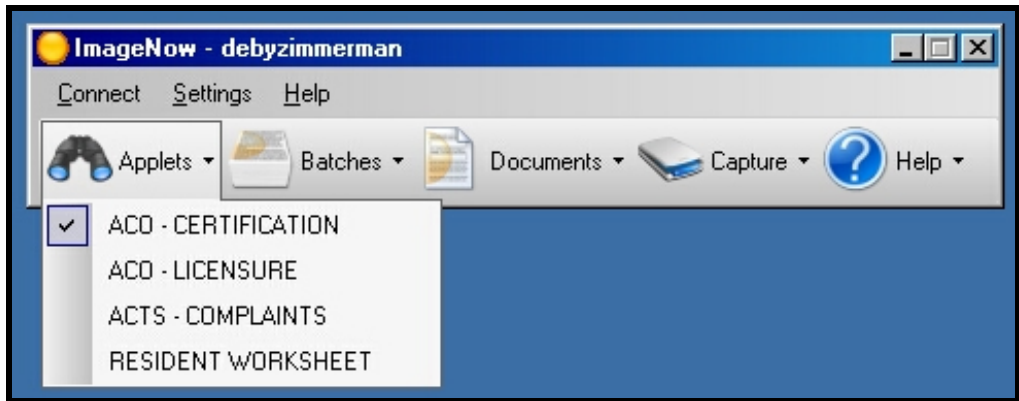 ImageNow - debyzimmerman
Connect Settings Help
Applets Batches Documents Capture Help
ACO - CERTIFICATION
ACO - LICENSURE
ACTS - COMPLAINTS
RESIDENT WORKSHEET